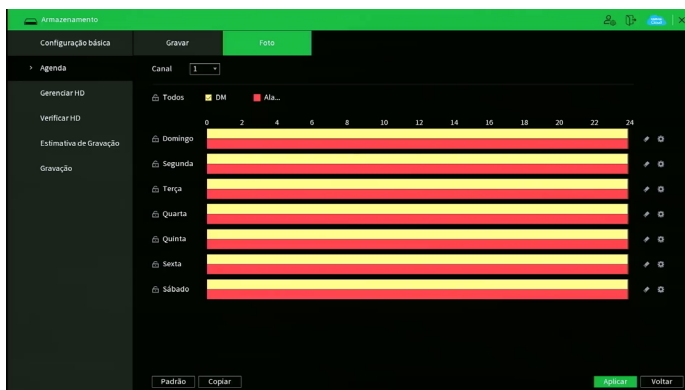 Armazenamento
Configuração básica
Gravar
Foto
Agenda
Canal 1
Gerenciar HD
Todos DM Ala...
Verificar HD
0 2 4 6 8 10 12 14 16 18 20 22 24
Estimativa de Gravação
Domingo
Gravação
Segunda
Terça
Quarta
Quinta
Sexta
Sábado
Padrão Copiar Aplicar Voltar